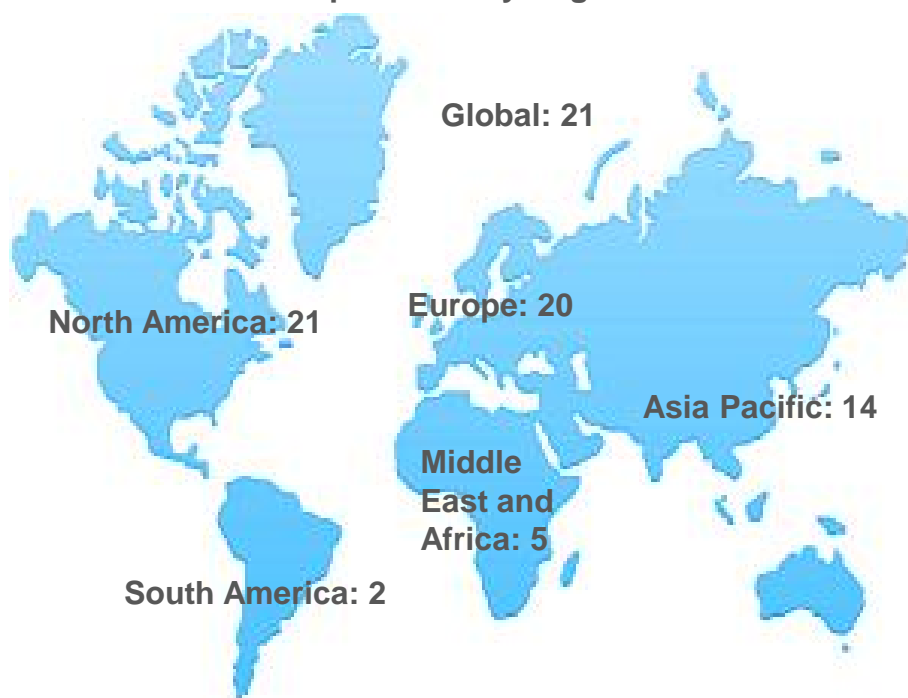 Global: 21
Europe: 20
North America: 21
Asia Pacific: 14
Middle
East and
Africa: 5
South America: 2